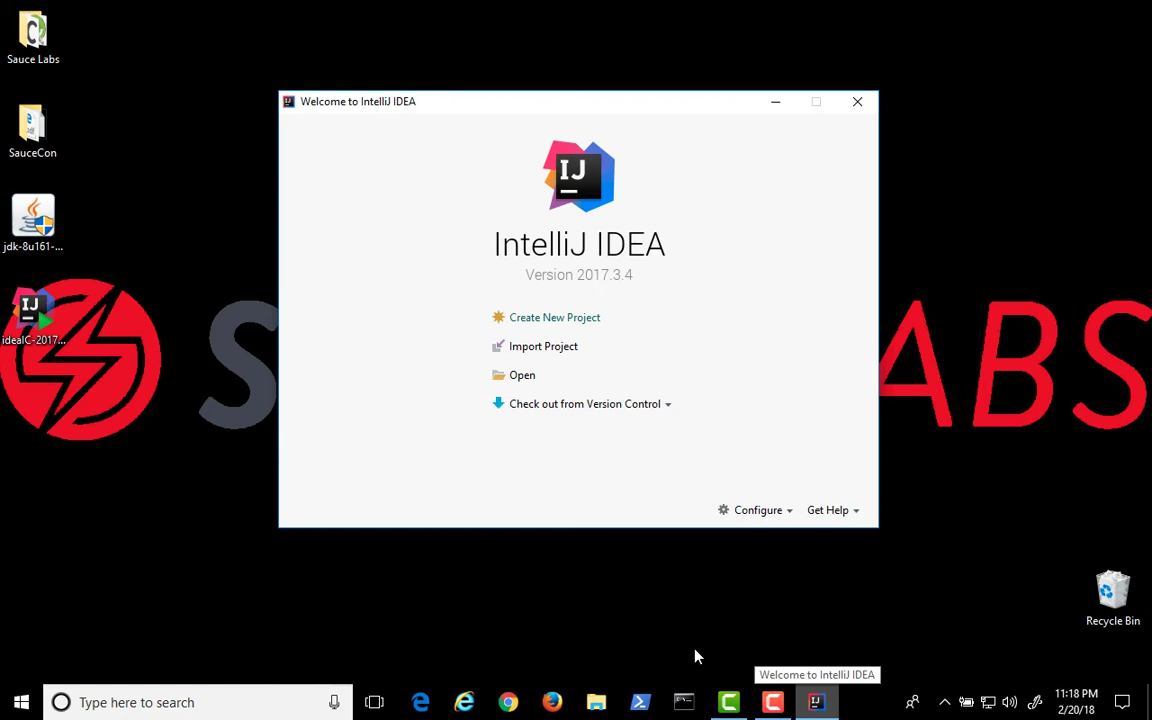 Sauce Labs
SauceCon
jdk-8u161-...
ideaIC-2017...
Welcome to IntelliJ IDEA
IJ
IntelliJ IDEA
Version 2017.3.4
Create New Project
Import Project
Open
Check out from Version Control
Configure
Get Help
S
ABS
Recycle Bin
Welcome to IntelliJ IDEA
Type here to search
11:18 PM
2/20/18